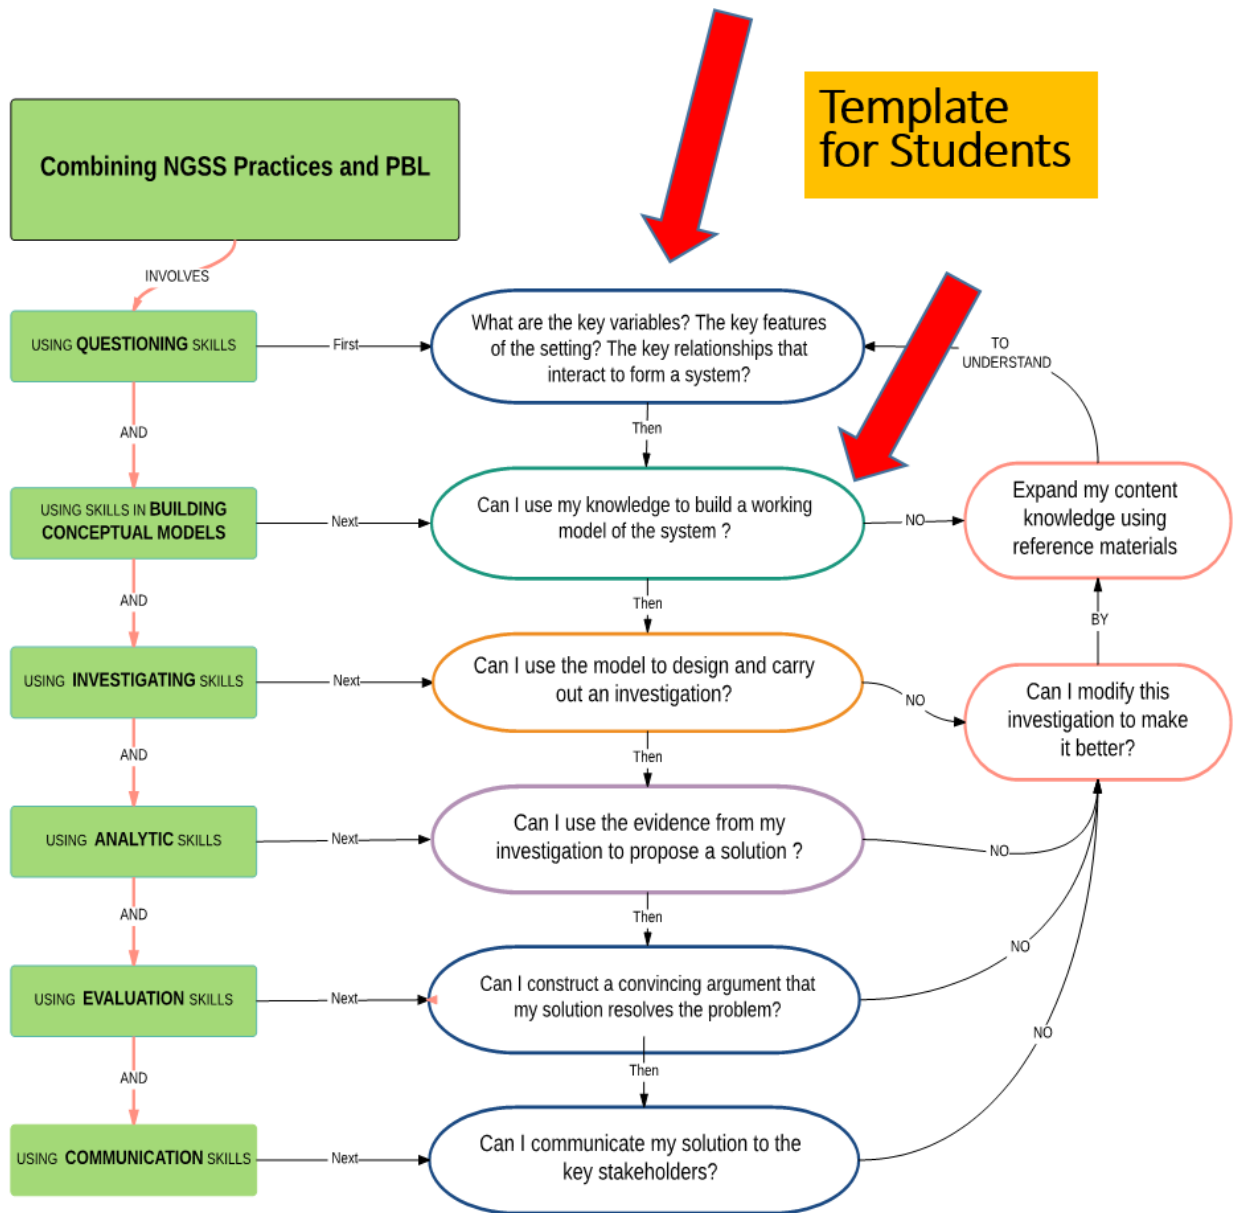 Template
for Students
Combining NGSS Practices and PBL
INVOLVES
USING QUESTIONING SKILLS
First
What are the key variables? The key features
of the setting? The key relationships that
interact to form a system?
TO
UNDERSTAND
AND
Then
USING SKILLS IN BUILDING
CONCEPTUAL MODELS
Next
Can I use my knowledge to build a working
model of the system ?
NO
Expand my content
knowledge using
reference materials
AND
Then
BY
USING INVESTIGATING SKILLS
Next
Can I use the model to design and carry
out an investigation?
NO
Can I modify this
investigation to make
it better?
AND
Then
USING ANALYTIC SKILLS
Next
Can I use the evidence from my
investigation to propose a solution ?
NO
AND
Then
USING EVALUATION SKILLS
Next
Can I construct a convincing argument that
my solution resolves the problem?
NO
AND
Then
NO
USING COMMUNICATION SKILLS
Next
Can I communicate my solution to the
key stakeholders?